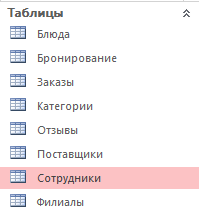 Таблицы
Блюда
Бронирование
Заказы
Категории
Отзывы
Поставщики
Сотрудники
Филиалы